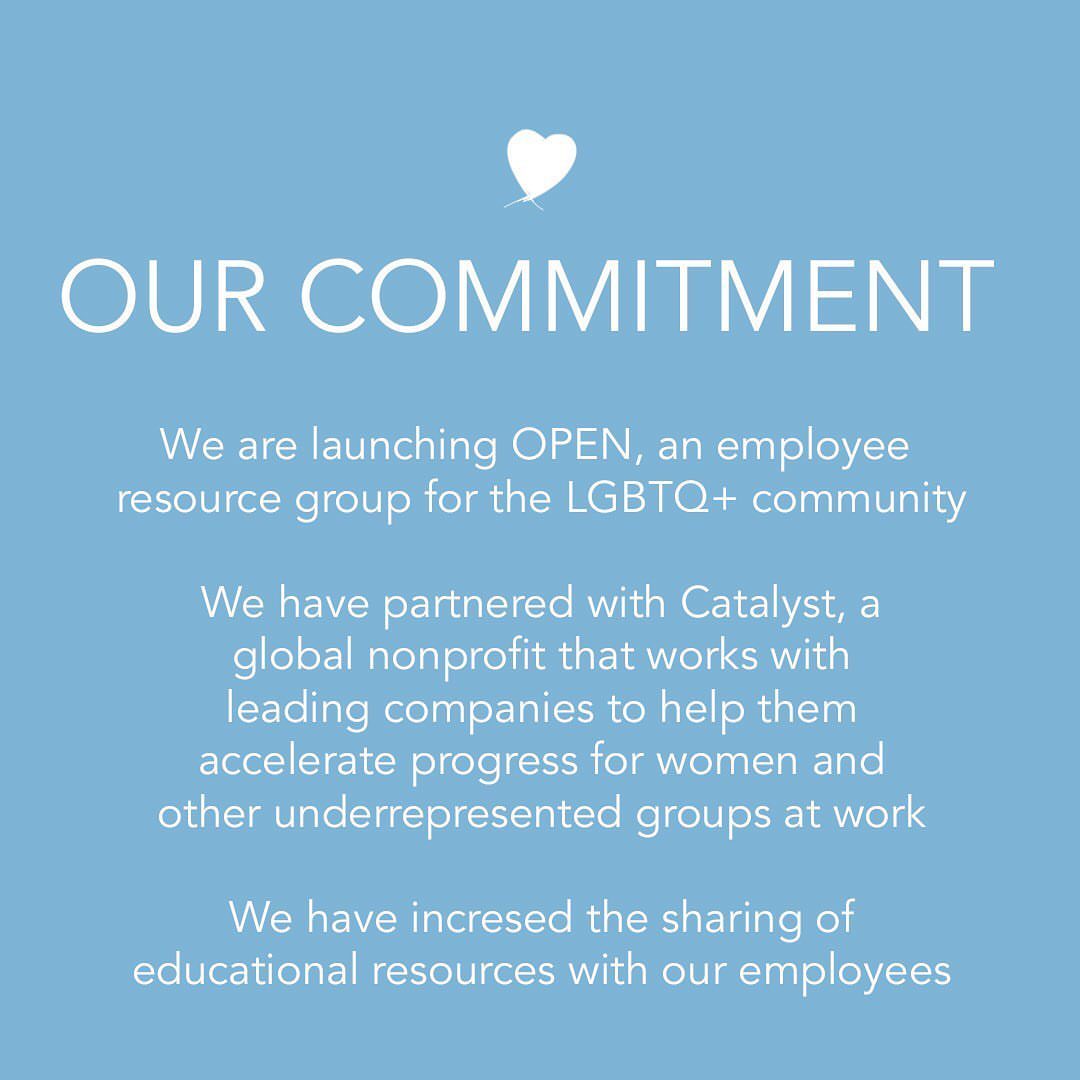 OUR COMMITMENT
We are launching OPEN, an employee
resource group for the LGBTQ+ community
We have partnered with Catalyst, a
global nonprofit that works with
leading companies to help them
accelerate progress for women and
other underrepresented groups at work
We have incresed the sharing of
educational resources with our employees